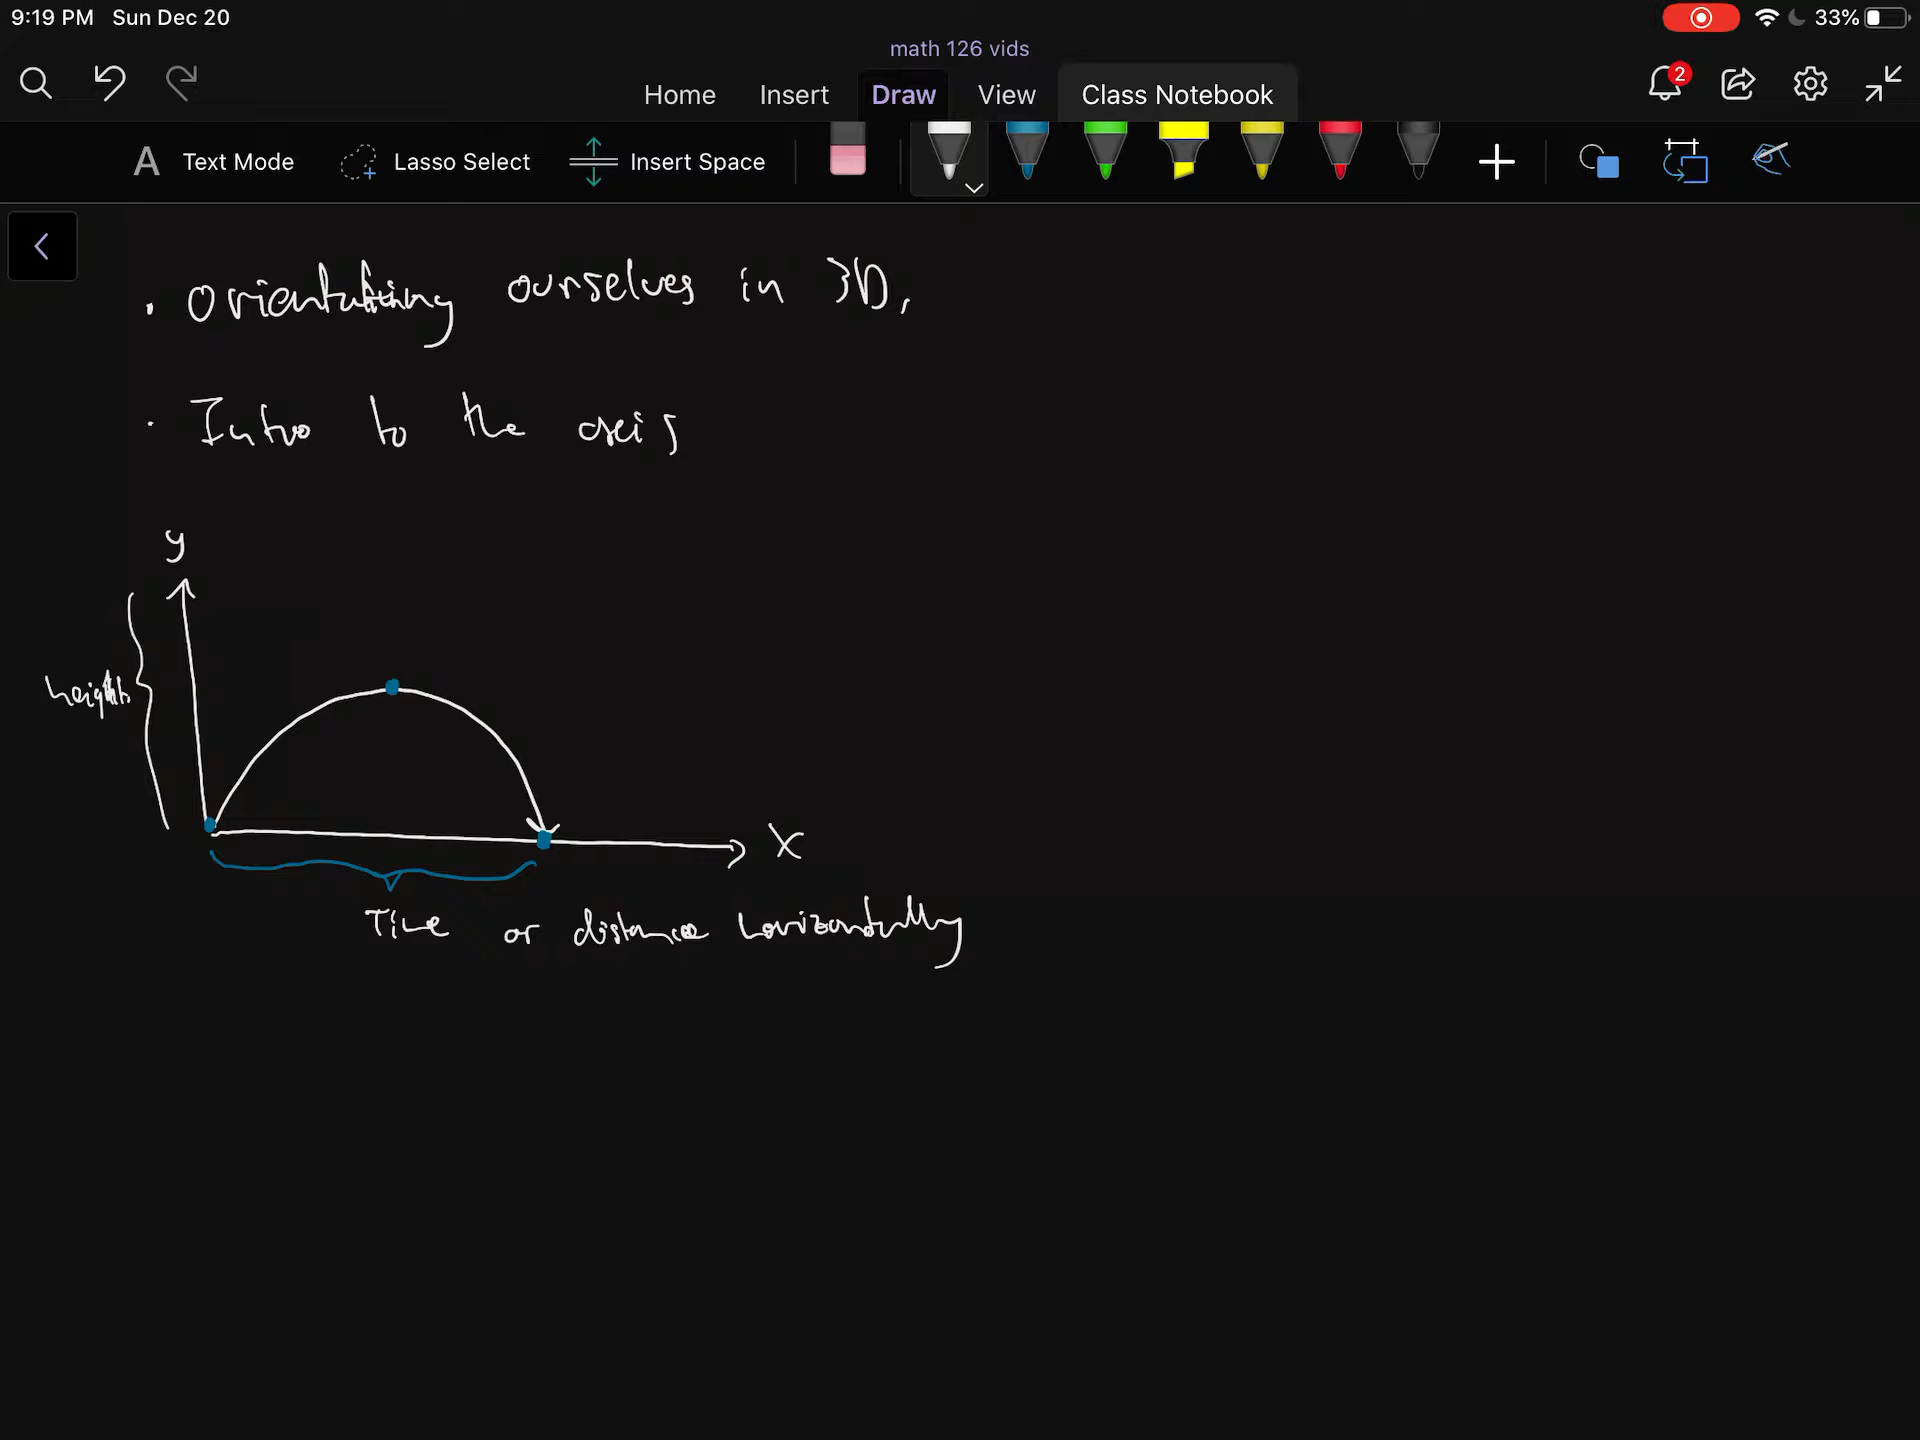 9:19 PM Sun Dec 20
33%
math 126 vids
Home Insert Draw View Class Notebook
2
A Text Mode Lasso Select Insert Space
• ourselves in 3D,
• Intro to the axis
y
height
X
Time or distance horizontally